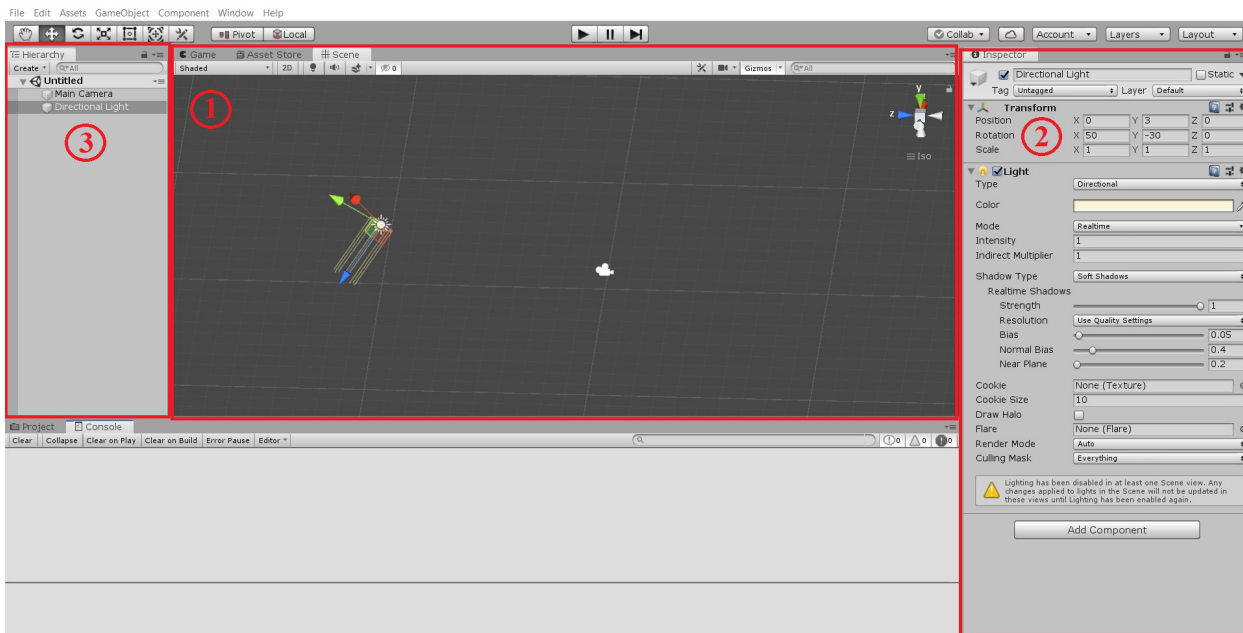 File Edit Assets GameObject Component Window Help
Pivot Local Collab Account Layers Layout
Hierarchy
Create All
Untitled
Main Camera
Directional Light
3
Game Asset Store Scene
Shaded 2D 0 Gizmos All
1
y
z
Iso
Inspector
Directional Light Static
Tag Untagged Layer Default
Transform
Position X 0 Y 3 Z 0
Rotation X 50 Y -30 Z 0
Scale X 1 Y 1 Z 1
2
Light
Type Directional
Color
Mode Realtime
Intensity 1
Indirect Multiplier 1
Shadow Type Soft Shadows
Realtime Shadows
Strength 1
Resolution Use Quality Settings
Bias 0.05
Normal Bias 0.4
Near Plane 0.2
Cookie None (Texture)
Cookie Size 10
Draw Halo
Flare None (Flare)
Render Mode Auto
Culling Mask Everything
Lighting has been disabled in at least one Scene view. Any
changes applied to lights in the Scene will not be updated in
these views until Lighting has been enabled again.
Add Component
Project Console
Clear Collapse Clear on Play Clear on Build Error Pause Editor 0 0 0